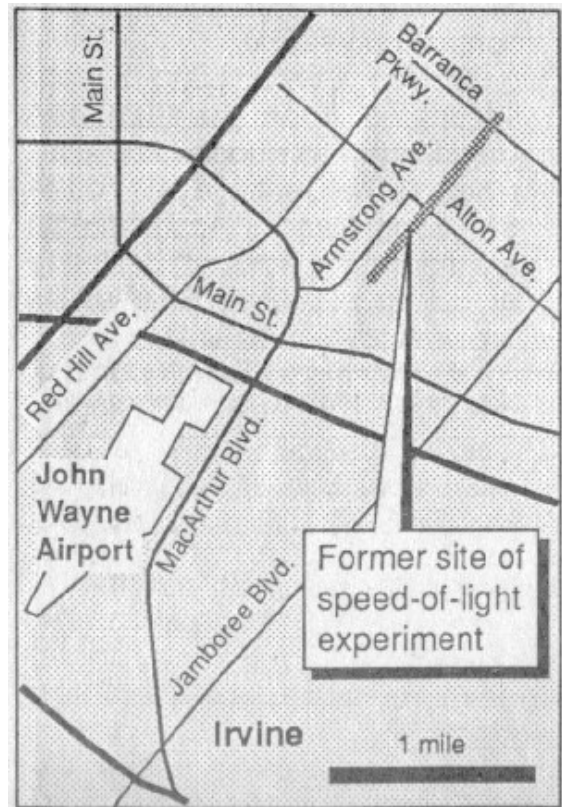 Main St.
Barranca
Pkwy.
Armstrong Ave.
Alton Ave.
Main St.
Red Hill Ave.
MacArthur Blvd.
John
Wayne
Airport
Former site of
speed-of-light
experiment
Jamboree Blvd.
Irvine
1 mile